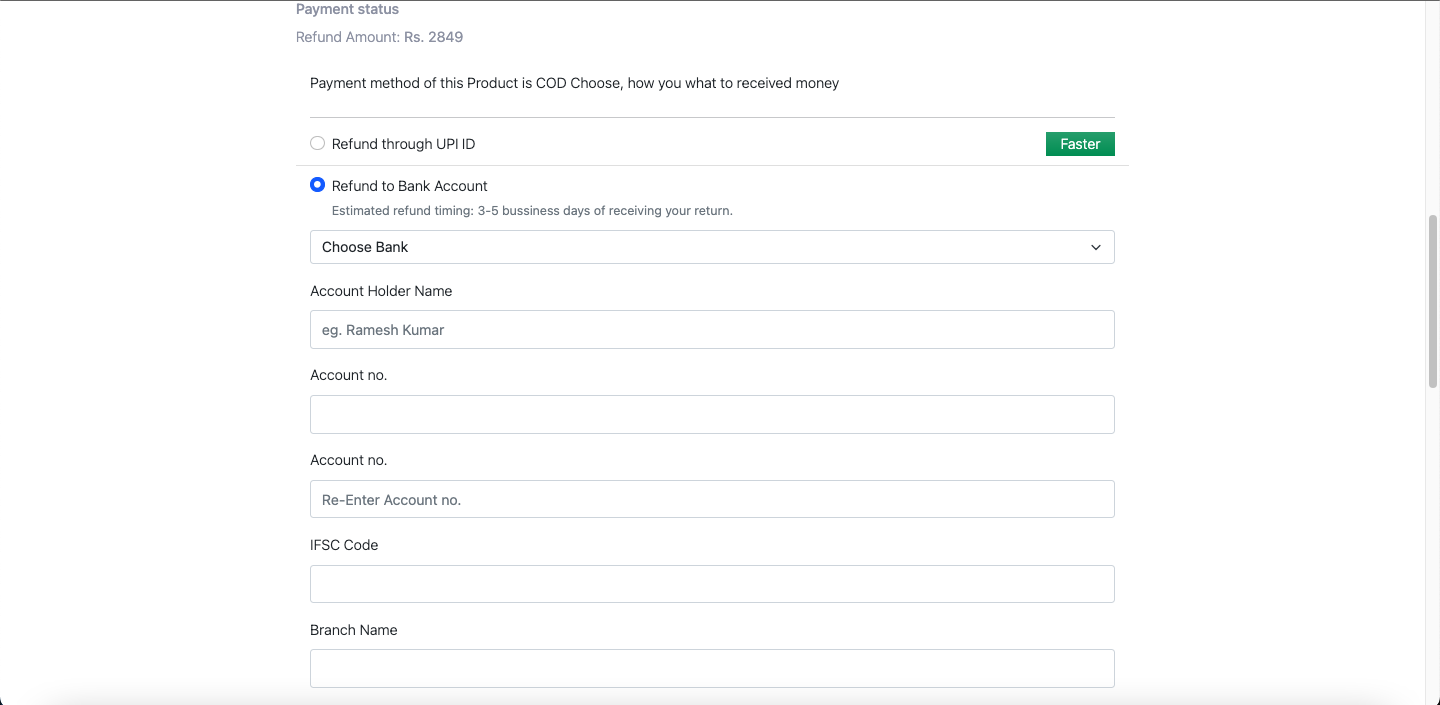 Payment status
Refund Amount: Rs. 2849
Payment method of this Product is COD Choose, how you what to received money
Refund through UPI ID
Faster
Refund to Bank Account
Estimated refund timing: 3-5 bussiness days of receiving your return.
Choose Bank
Account Holder Name
eg. Ramesh Kumar
Account no.
Account no.
Re-Enter Account no.
IFSC Code
Branch Name